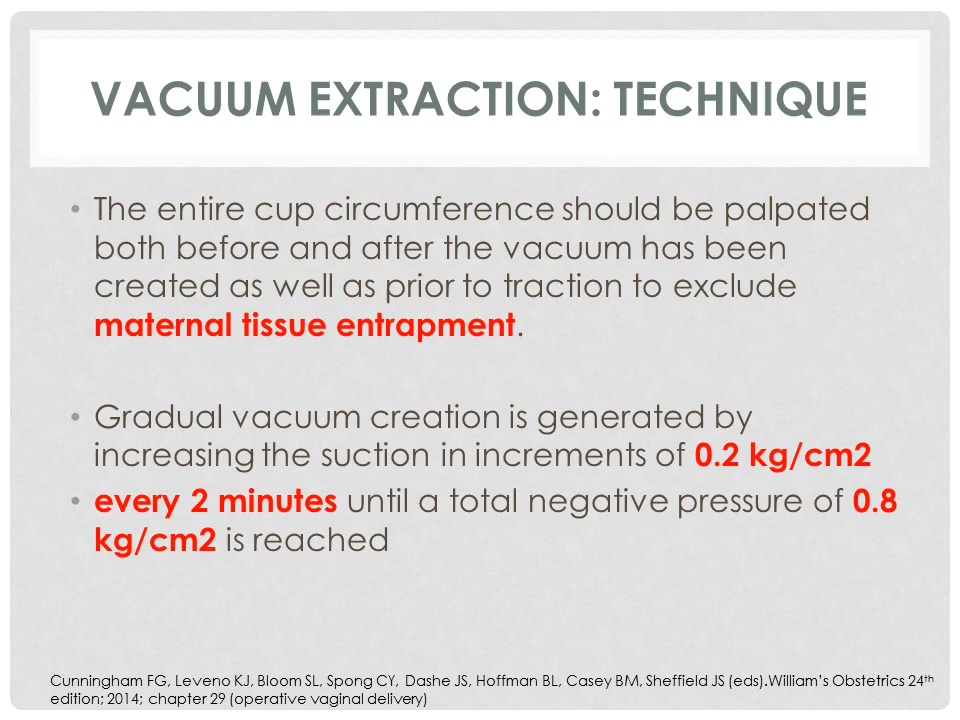 VACUUM EXTRACTION: TECHNIQUE
• The entire cup circumference should be palpated
both before and after the vacuum has been
created as well as prior to traction to exclude
maternal tissue entrapment.
• Gradual vacuum creation is generated by
increasing the suction in increments of 0.2 kg/cm2
• every 2 minutes until a total negative pressure of 0.8
kg/cm2 is reached
Cunningham FG, Leveno KJ, Bloom SL, Spong CY, Dashe JS, Hoffman BL, Casey BM, Sheffield JS (eds).William’s Obstetrics 24th
edition; 2014; chapter 29 (operative vaginal delivery)